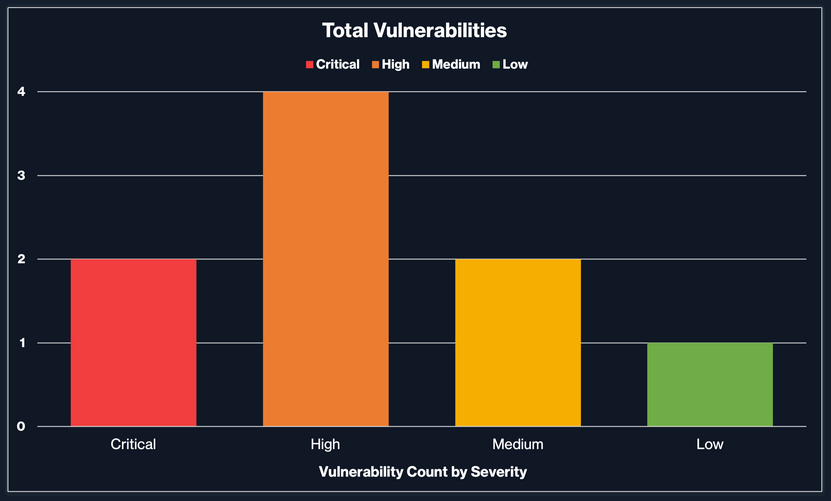 Total Vulnerabilities
Critical High Medium Low
4
3
2
1
0
Critical High Medium Low
Vulnerability Count by Severity